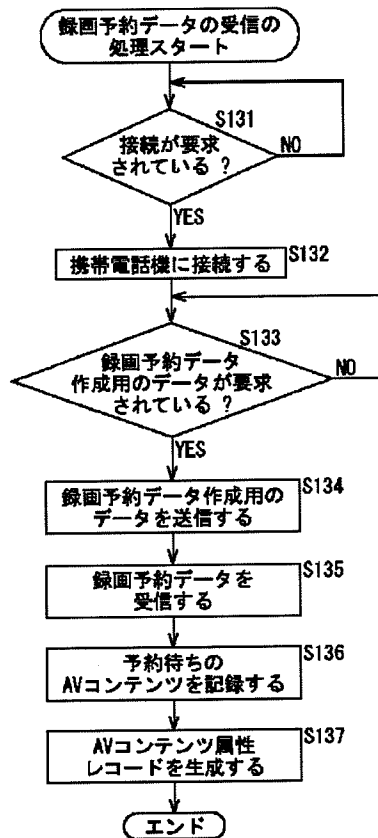 録画予約データの受信の
処理スタート
S131
接続が要求
されている？
NO
YES
S132
携帯電話機に接続する
S133
録画予約データ
作成用のデータが要求
されている？
NO
YES
S134
録画予約データ作成用の
データを送信する
S135
録画予約データを
受信する
S136
予約待ちの
AVコンテンツを記録する
S137
AVコンテンツ属性
レコードを生成する
エンド